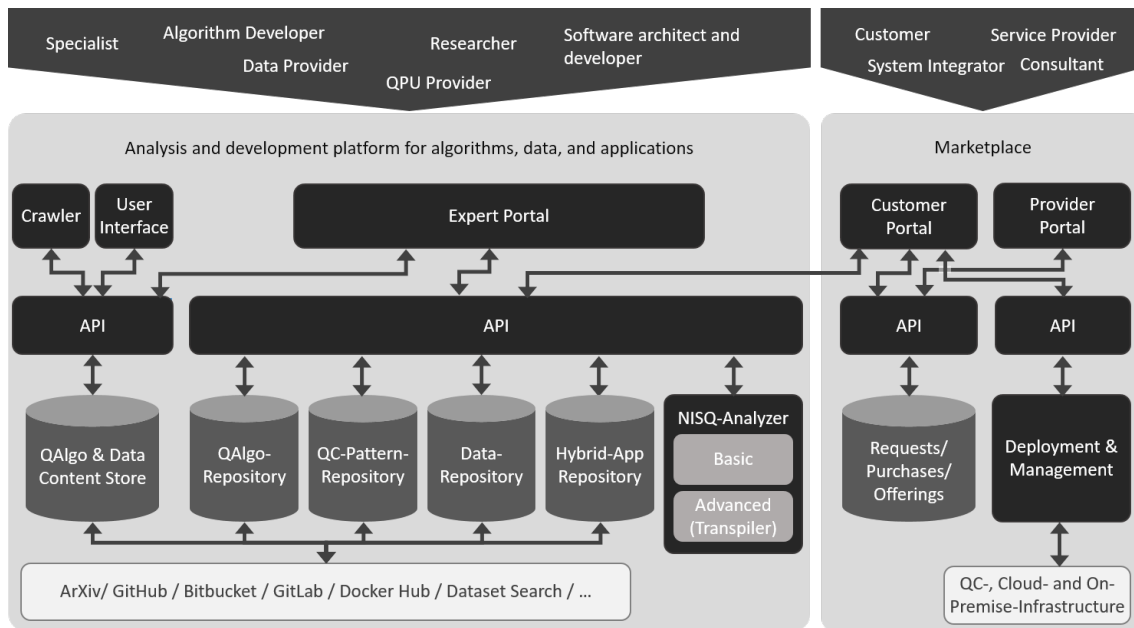 Specialist
Algorithm Developer
Data Provider
Researcher
QPU Provider
Software architect and
developer
Customer
Service Provider
System Integrator
Consultant
Analysis and development platform for algorithms, data, and applications
Marketplace
Crawler
User
Interface
Expert Portal
Customer
Portal
Provider
Portal
API
API
API
API
QAlgo & Data
Content Store
QAlgo-
Repository
QC-Pattern-
Repository
Data-
Repository
Hybrid-App
Repository
NISQ-Analyzer
Basic
Advanced
(Transpiler)
Requests/
Purchases/
Offerings
Deployment &
Management
ArXiv/ GitHub / Bitbucket / GitLab / Docker Hub / Dataset Search / ...
QC-, Cloud- and On-
Premise-Infrastructure